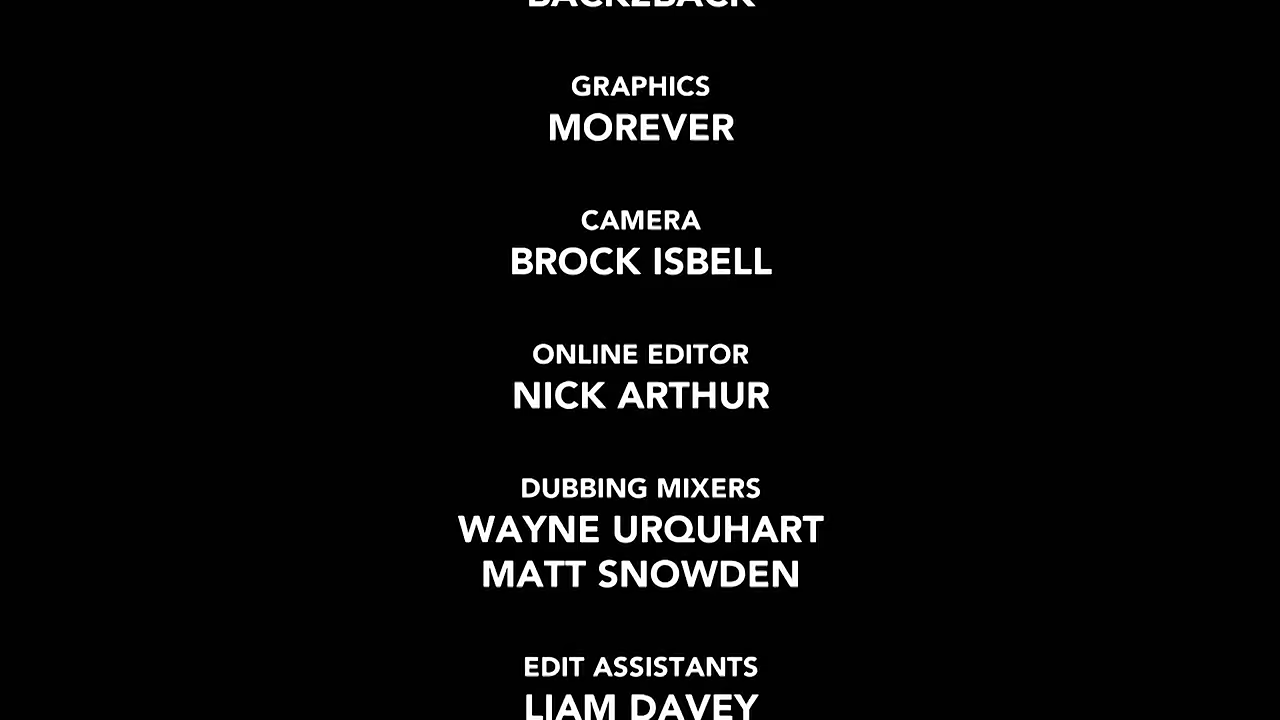 BACK2BACK
GRAPHICS
MOREVER
CAMERA
BROCK ISBELL
ONLINE EDITOR
NICK ARTHUR
DUBBING MIXERS
WAYNE URQUHART
MATT SNOWDEN
EDIT ASSISTANTS
LIAM DAVEY